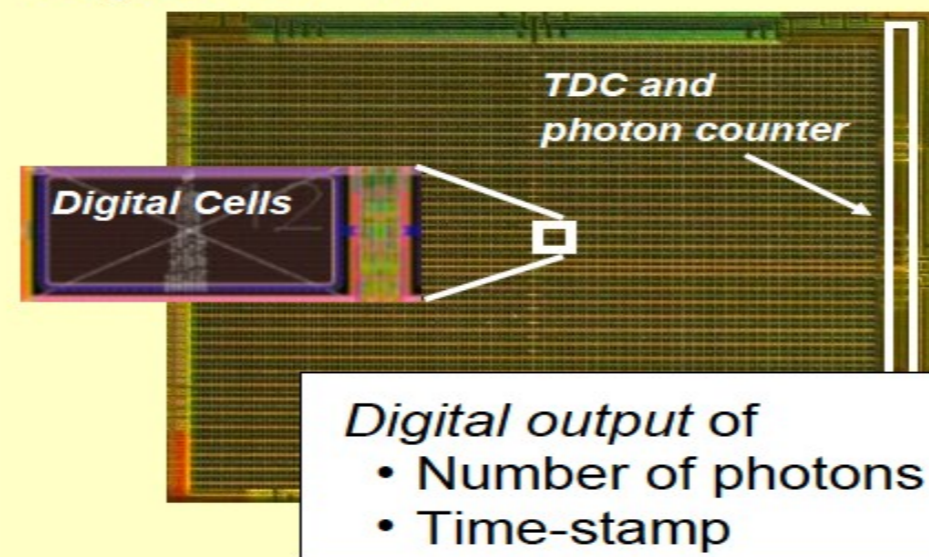 TDC and
photon counter
Digital Cells
Digital output of
• Number of photons
• Time-stamp